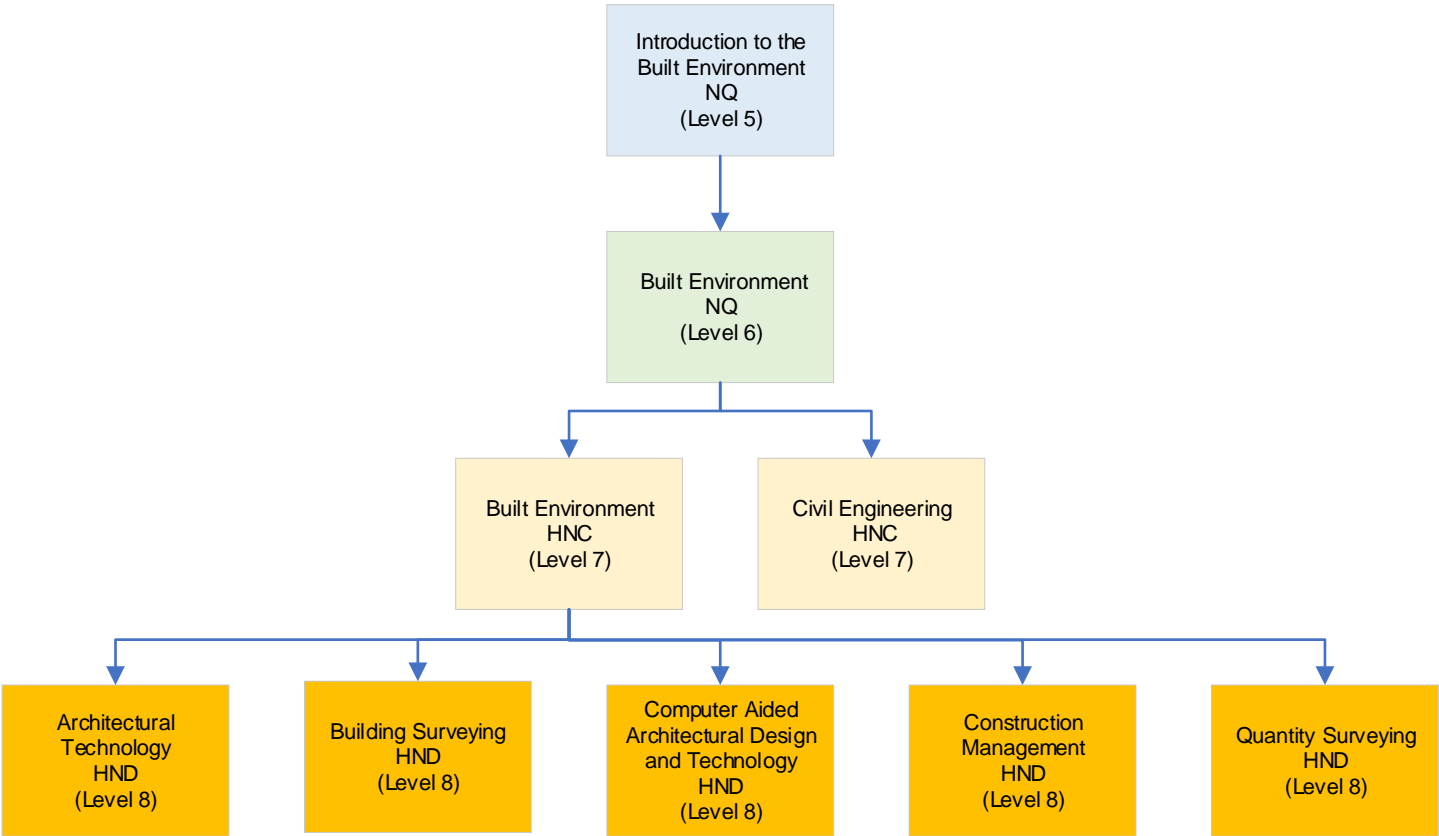 Introduction to the
Built Environment
NQ
(Level 5)
Built Environment
NQ
(Level 6)
Built Environment
HNC
(Level 7)
Civil Engineering
HNC
(Level 7)
Architectural
Technology
HND
(Level 8)
Building Surveying
HND
(Level 8)
Computer Aided
Architectural Design
and Technology
HND
(Level 8)
Construction
Management
HND
(Level 8)
Quantity Surveying
HND
(Level 8)